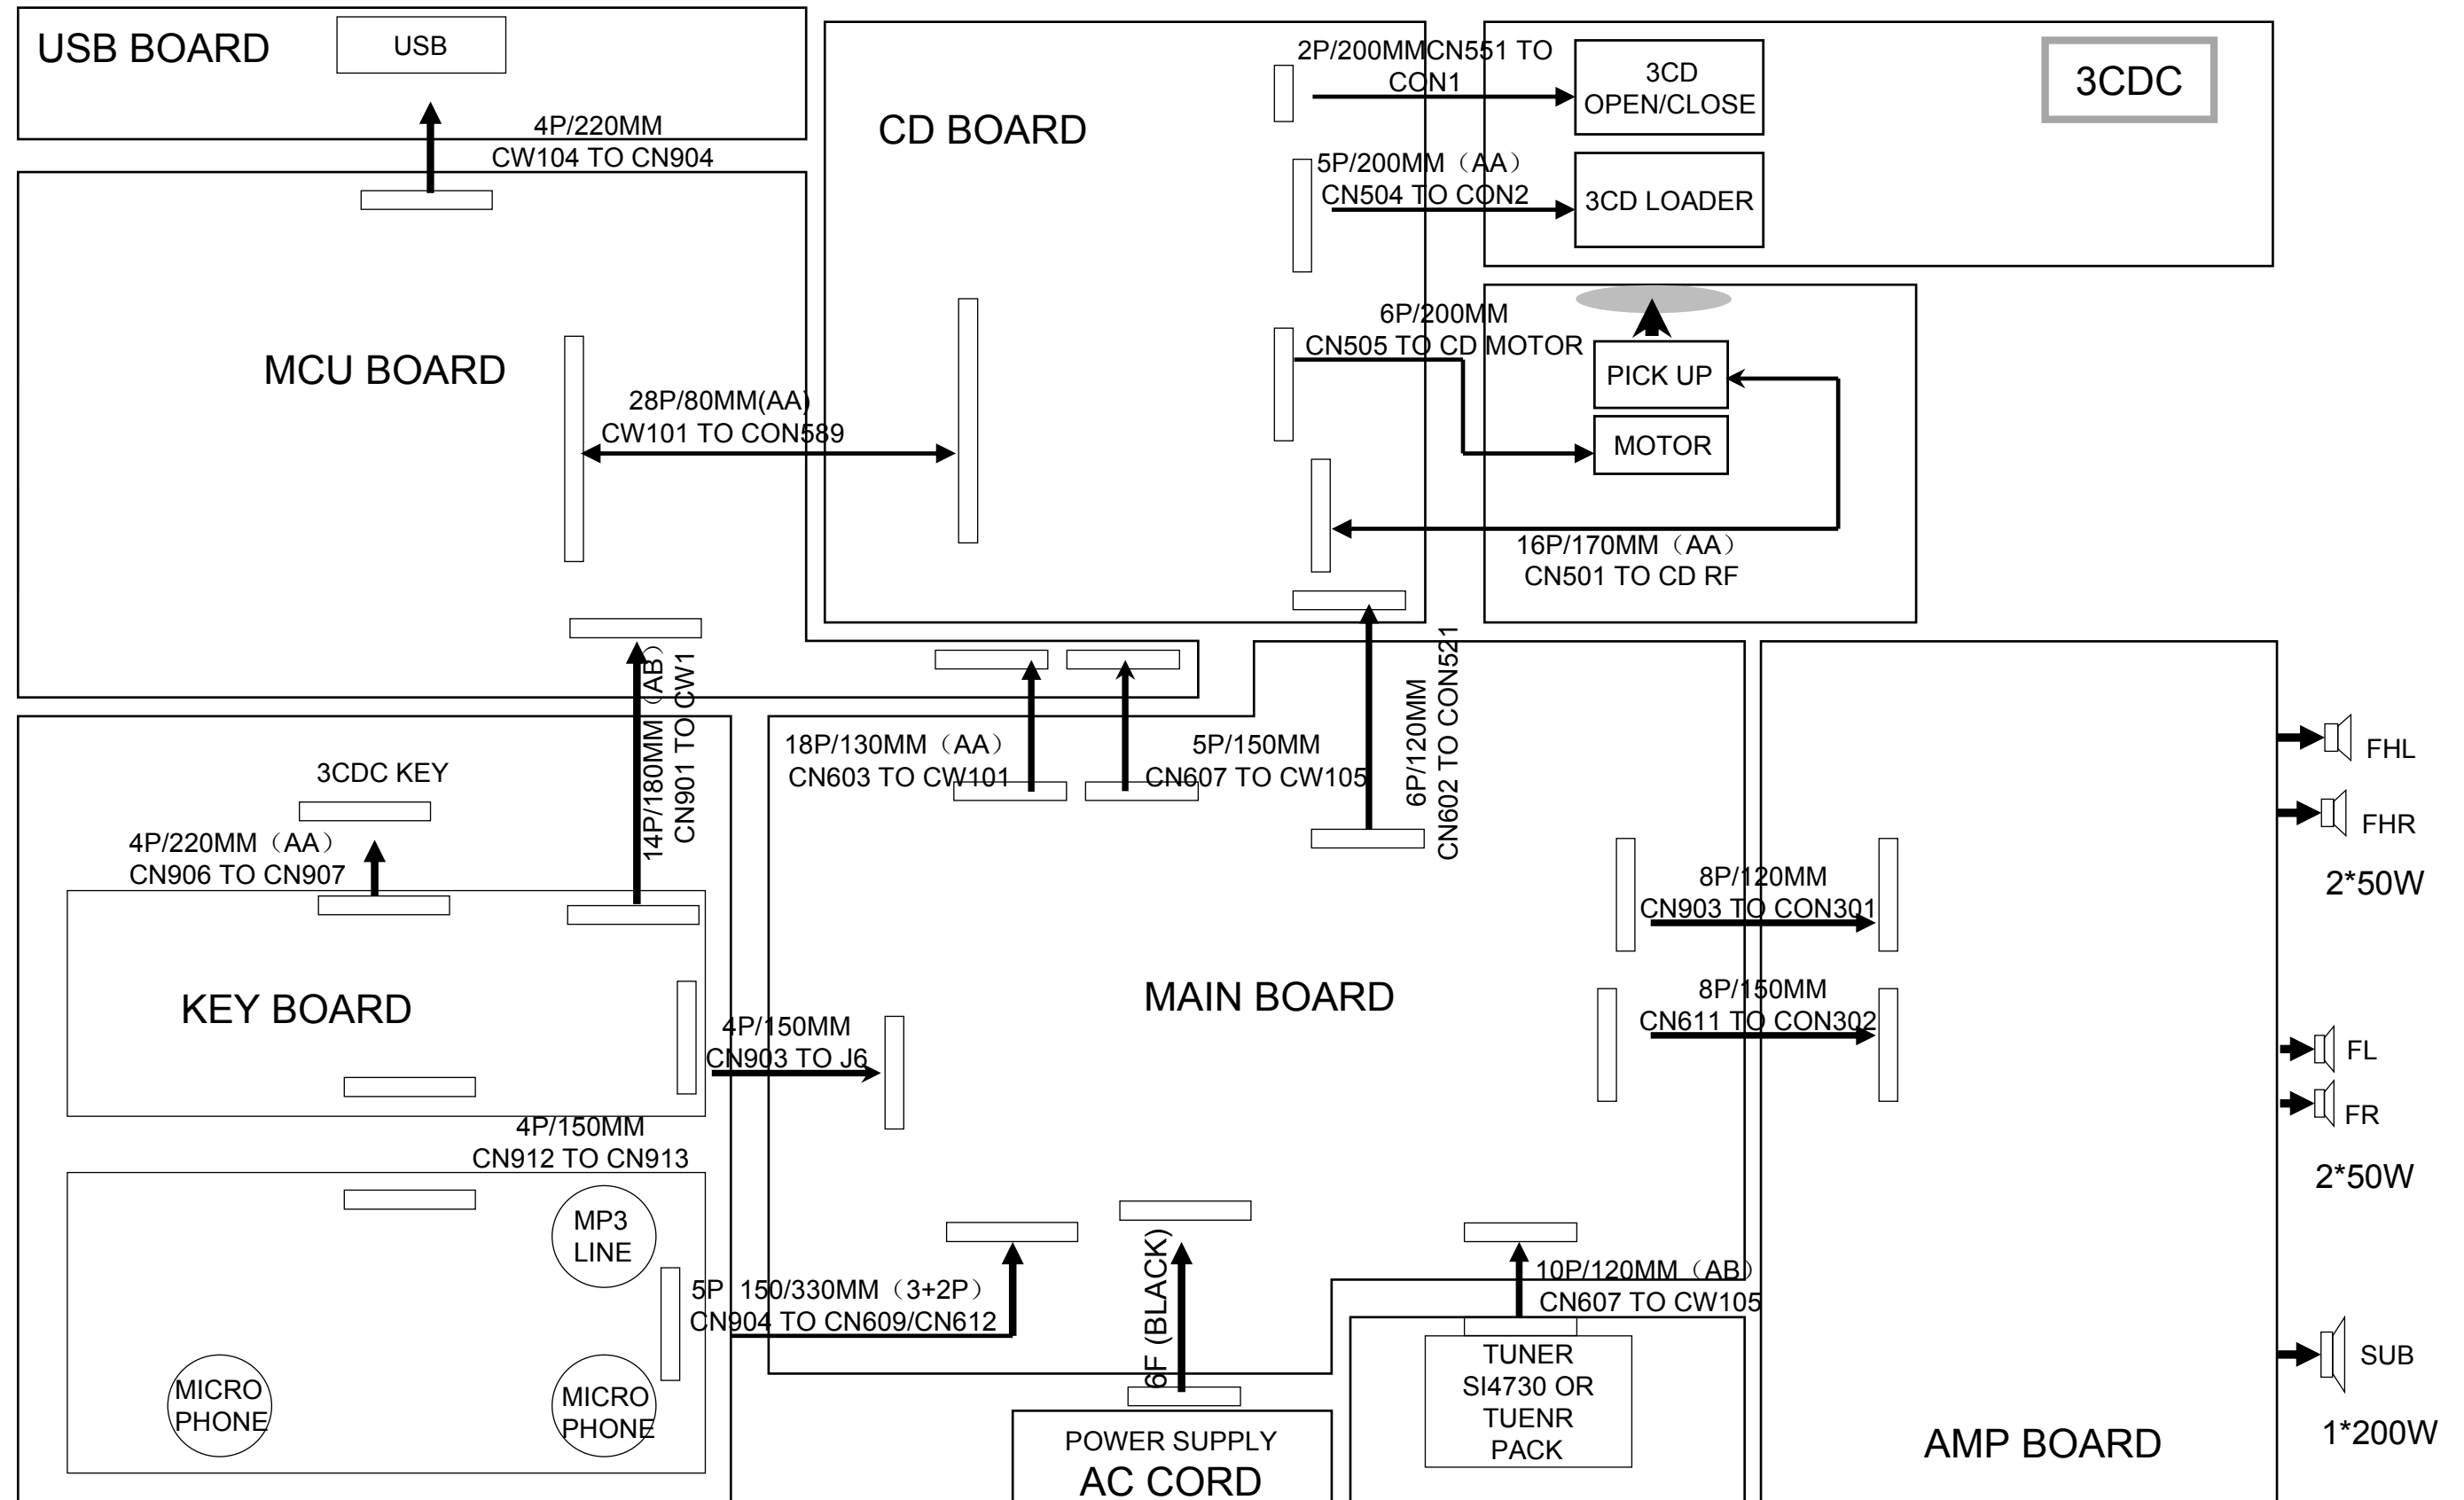 USB BOARD
USB
4P/220MM
CW104 TO CN904
CD BOARD
2P/200MMCN551 TO
CON1
3CD
OPEN/CLOSE
3CDC
5P/200MM（AA）
CN504 TO CON2
3CD LOADER
MCU BOARD
28P/80MM(AA)
CW101 TO CON589
6P/200MM
CN505 TO CD MOTOR
PICK UP
MOTOR
16P/170MM（AA）
CN501 TO CD RF
14P/180MM（AB）
CN901 TO CW1
18P/130MM（AA）
CN603 TO CW101
5P/150MM
CN607 TO CW105
6P/120MM
CN602 TO CON521
3CDC KEY
4P/220MM（AA）
CN906 TO CN907
KEY BOARD
4P/150MM
CN903 TO J6
MAIN BOARD
8P/120MM
CN903 TO CON301
8P/150MM
CN611 TO CON302
FHL
FHR
2*50W
FL
FR
2*50W
4P/150MM
CN912 TO CN913
MP3
LINE
5P  150/330MM（3+2P）
CN904 TO CN609/CN612
6F (BLACK)
10P/120MM（AB）
CN607 TO CW105
MICRO
PHONE
MICRO
PHONE
POWER SUPPLY
AC CORD
TUNER
SI4730 OR
TUENR
PACK
AMP BOARD
SUB
1*200W